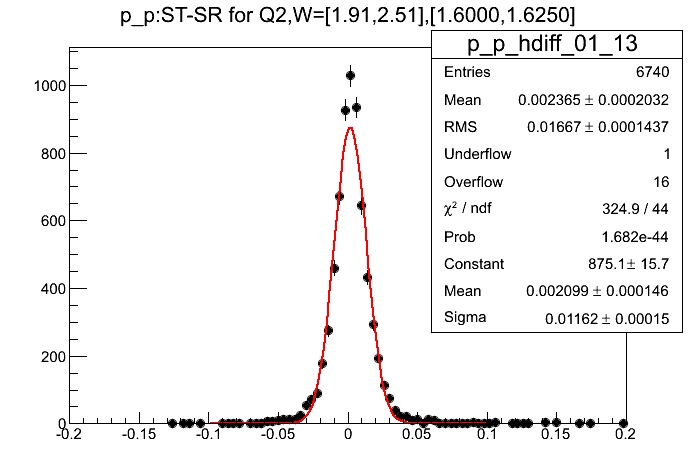 p_p:ST-SR for Q2,W=[1.91,2.51],[1.6000,1.6250]
p_p_hdiff_01_13
Entries 6740
Mean 0.002365 ± 0.0002032
RMS 0.01667 ± 0.0001437
Underflow 1
Overflow 16
χ² / ndf 324.9 / 44
Prob 1.682e-44
Constant 875.1 ± 15.7
Mean 0.002099 ± 0.000146
Sigma 0.01162 ± 0.00015
1000
800
600
400
200
0
-0.2 -0.15 -0.1 -0.05 0 0.05 0.1 0.15 0.2